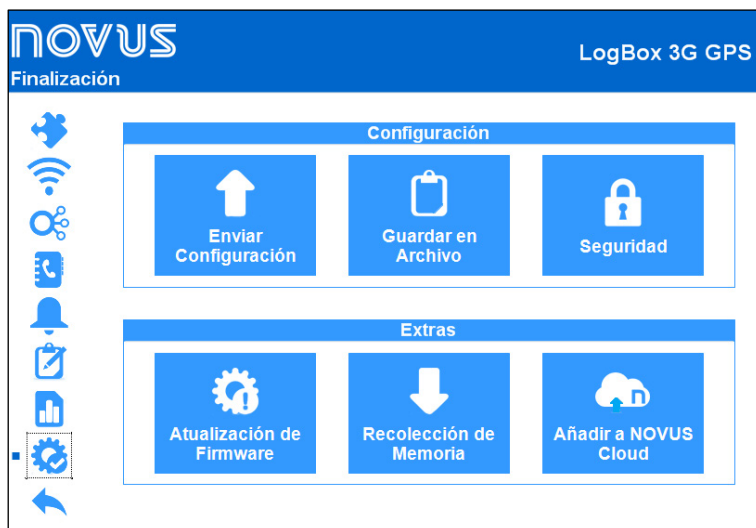 NOVUS
LogBox 3G GPS
Finalización
Configuración
Enviar
Configuración
Guardar en
Archivo
Seguridad
Extras
Atualización de
Firmware
Recolección de
Memoria
n
Añadir a NOVUS
Cloud